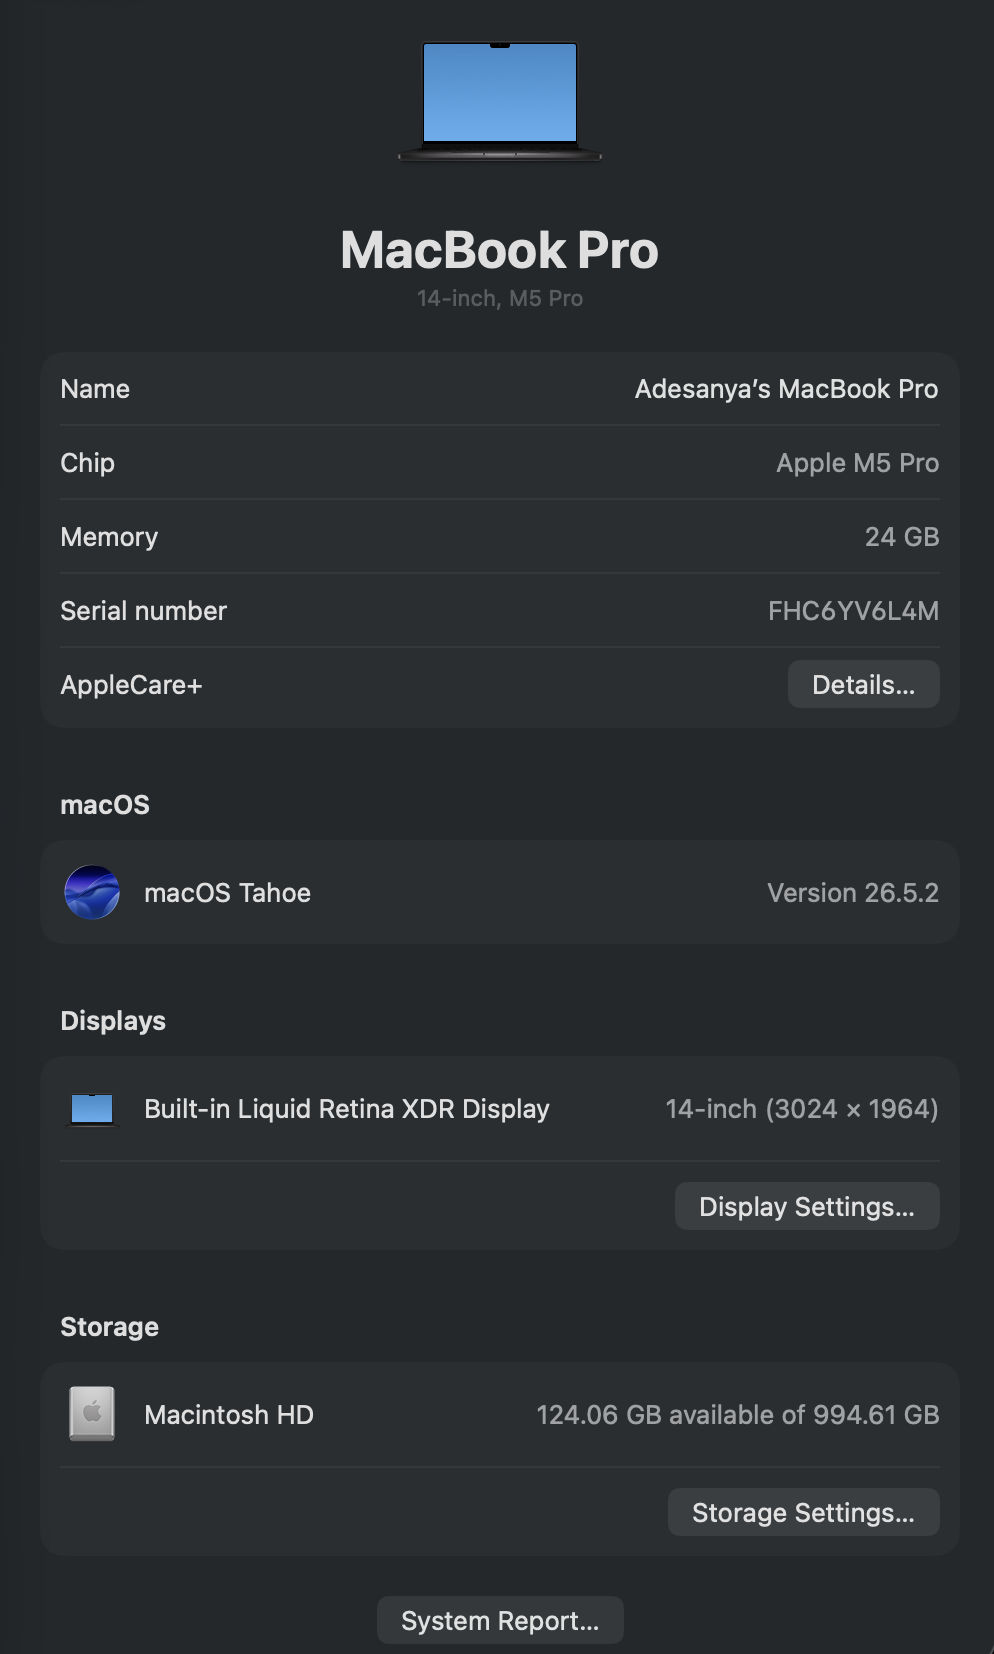 MacBook Pro
14-inch, M5 Pro
Name Adesanya’s MacBook Pro
Chip Apple M5 Pro
Memory 24 GB
Serial number FHC6YV6L4M
AppleCare+ Details...
macOS
macOS Tahoe Version 26.5.2
Displays
Built-in Liquid Retina XDR Display 14-inch (3024 × 1964)
Display Settings...
Storage
Macintosh HD 124.06 GB available of 994.61 GB
Storage Settings...
System Report...